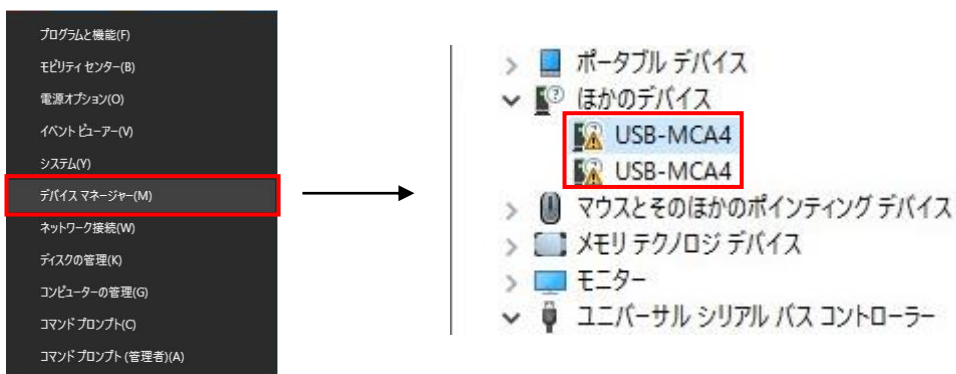 プログラムと機能(F)
モビリティ センター(B)
電源オプション(O)
イベント ビューアー(V)
システム(Y)
デバイス マネージャー(M)
ネットワーク接続(W)
ディスクの管理(K)
コンピューターの管理(G)
コマンド プロンプト(C)
コマンド プロンプト (管理者)(A)
ポータブル デバイス
ほかのデバイス
USB-MCA4
USB-MCA4
マウスとそのほかのポインティング デバイス
メモリ テクノロジ デバイス
モニター
ユニバーサル シリアル バス コントローラー